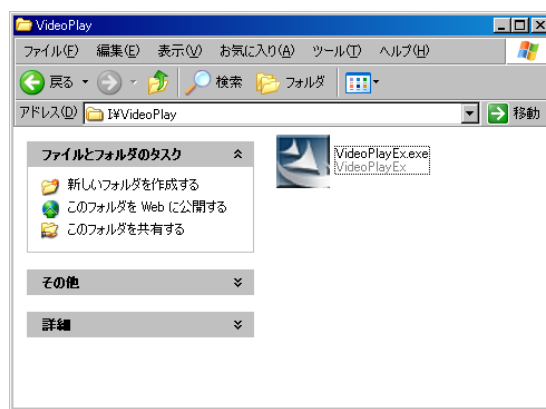 VideoPlay
ファイル(F) 編集(E) 表示(V) お気に入り(A) ツール(T) ヘルプ(H)
戻る 検索 フォルダ
アドレス(D) I¥VideoPlay 移動
ファイルとフォルダのタスク
新しいフォルダを作成する
このフォルダを Web に公開する
このフォルダを共有する
その他
詳細
VideoPlayEx.exe
VideoPlayEx